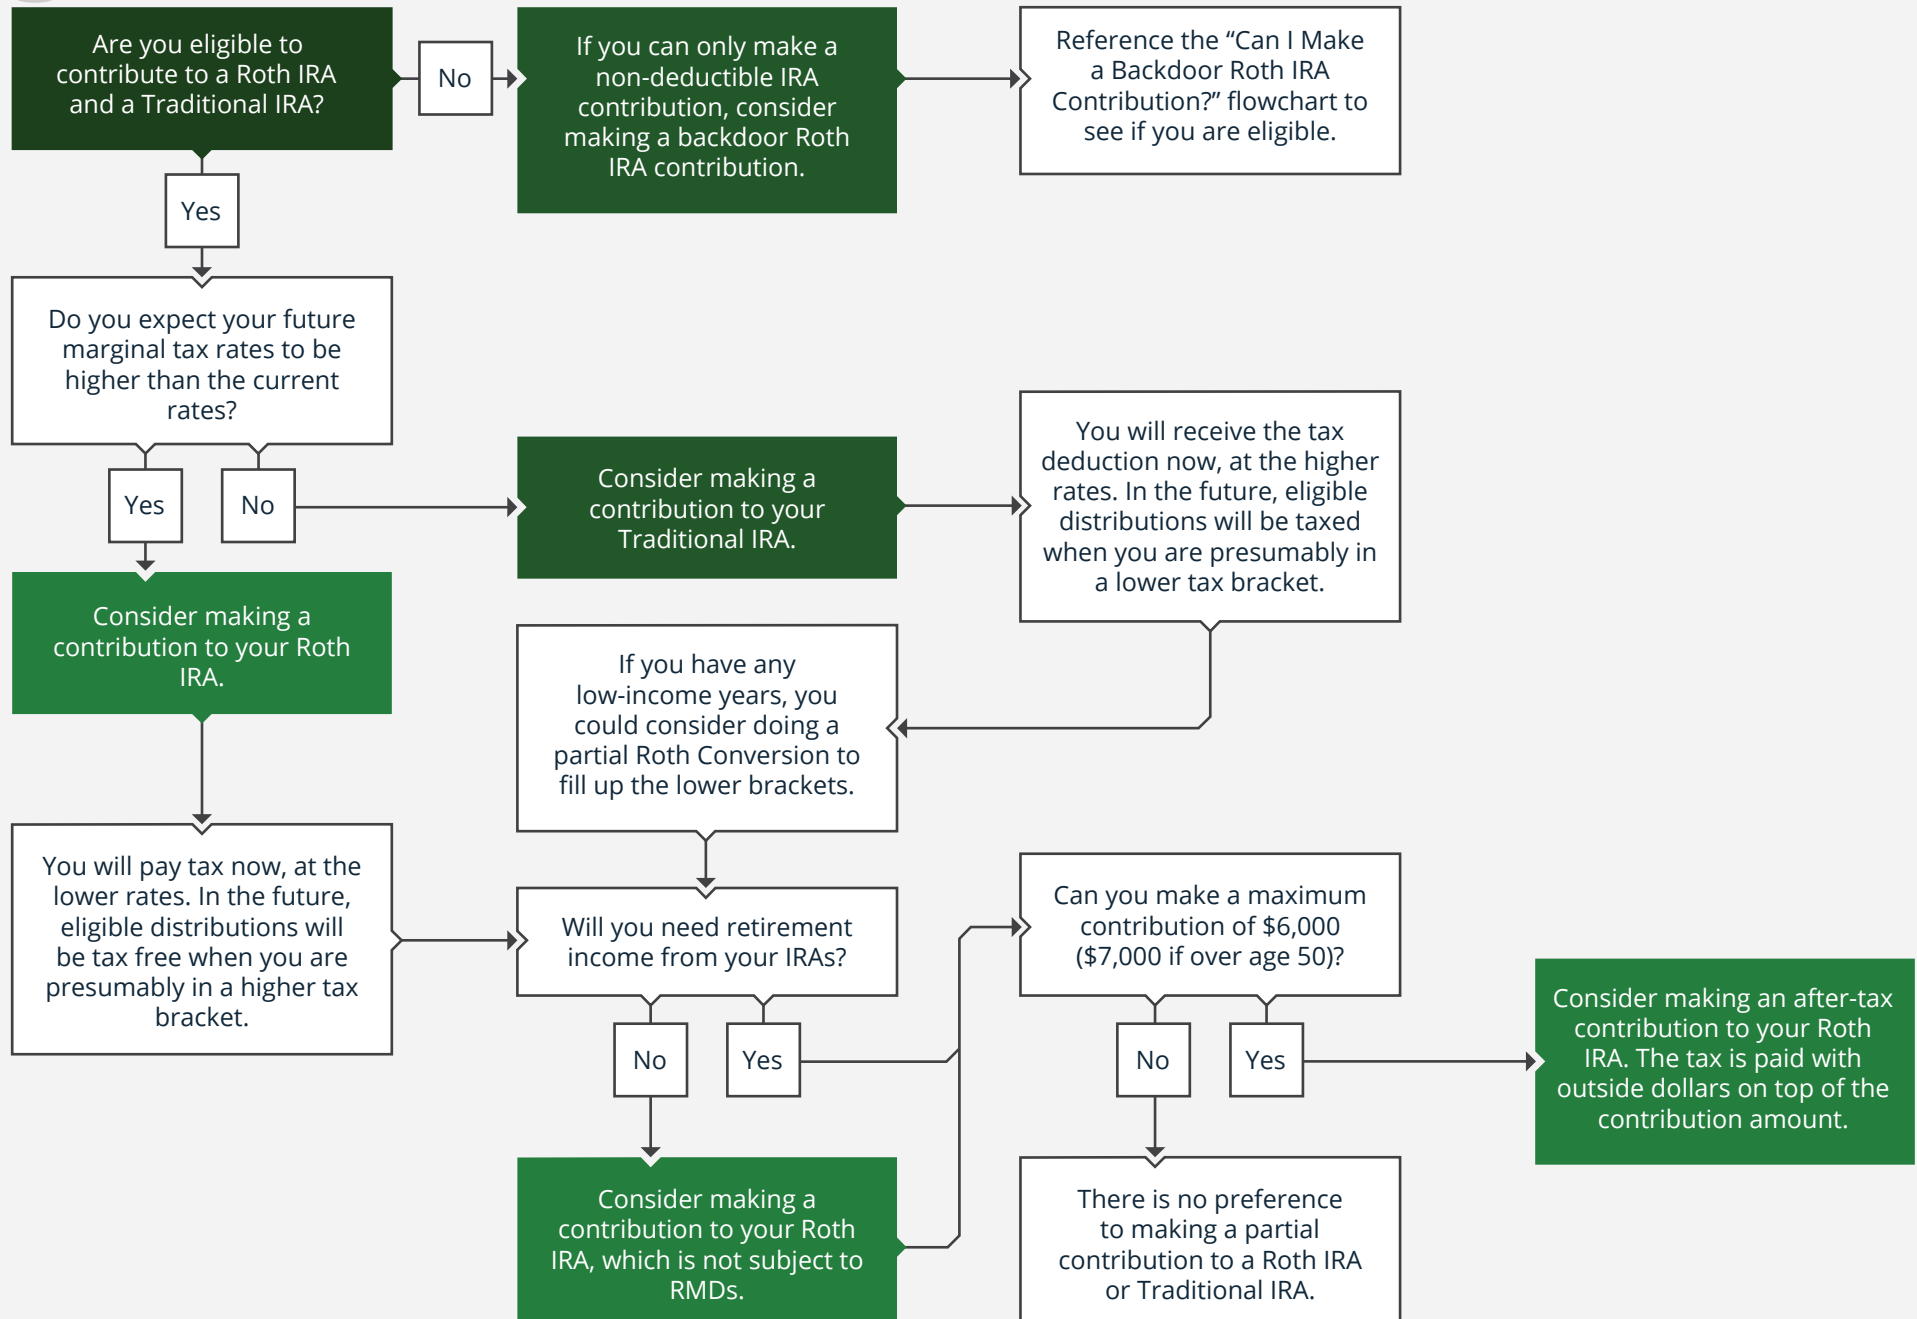 Are you eligible to
contribute to a Roth IRA
and a Traditional IRA?
No
If you can only make a
non-deductible IRA
contribution, consider
making a backdoor Roth
IRA contribution.
Reference the “Can I Make
a Backdoor Roth IRA
Contribution?” flowchart to
see if you are eligible.
Yes
Do you expect your future
marginal tax rates to be
higher than the current
rates?
Yes
No
Consider making a
contribution to your
Traditional IRA.
You will receive the tax
deduction now, at the higher
rates. In the future, eligible
distributions will be taxed
when you are presumably in
a lower tax bracket.
Consider making a
contribution to your Roth
IRA.
If you have any
low-income years, you
could consider doing a
partial Roth Conversion to
fill up the lower brackets.
You will pay tax now, at the
lower rates. In the future,
eligible distributions will
be tax free when you are
presumably in a higher tax
bracket.
Will you need retirement
income from your IRAs?
No
Yes
Can you make a maximum
contribution of $6,000
($7,000 if over age 50)?
No
Yes
Consider making an after-tax
contribution to your Roth
IRA. The tax is paid with
outside dollars on top of the
contribution amount.
Consider making a
contribution to your Roth
IRA, which is not subject to
RMDs.
There is no preference
to making a partial
contribution to a Roth IRA
or Traditional IRA.